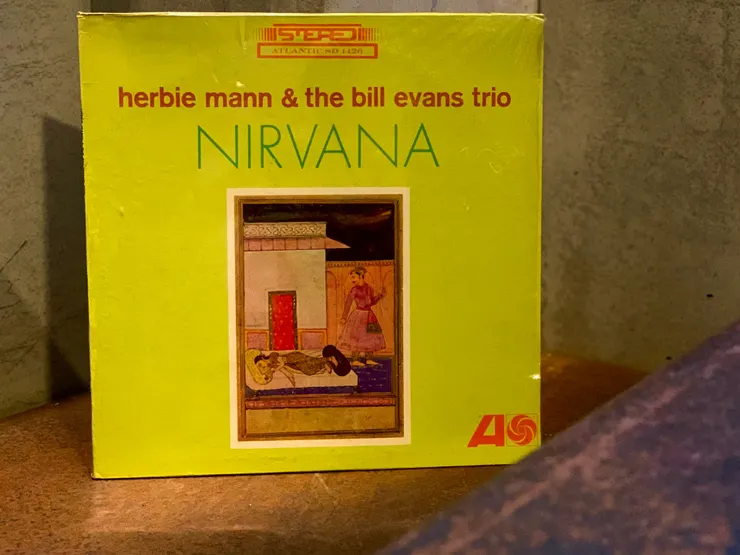 STEREO
ATLANTIC SD 1426
herbie mann & the bill evans trio
NIRVANA
A